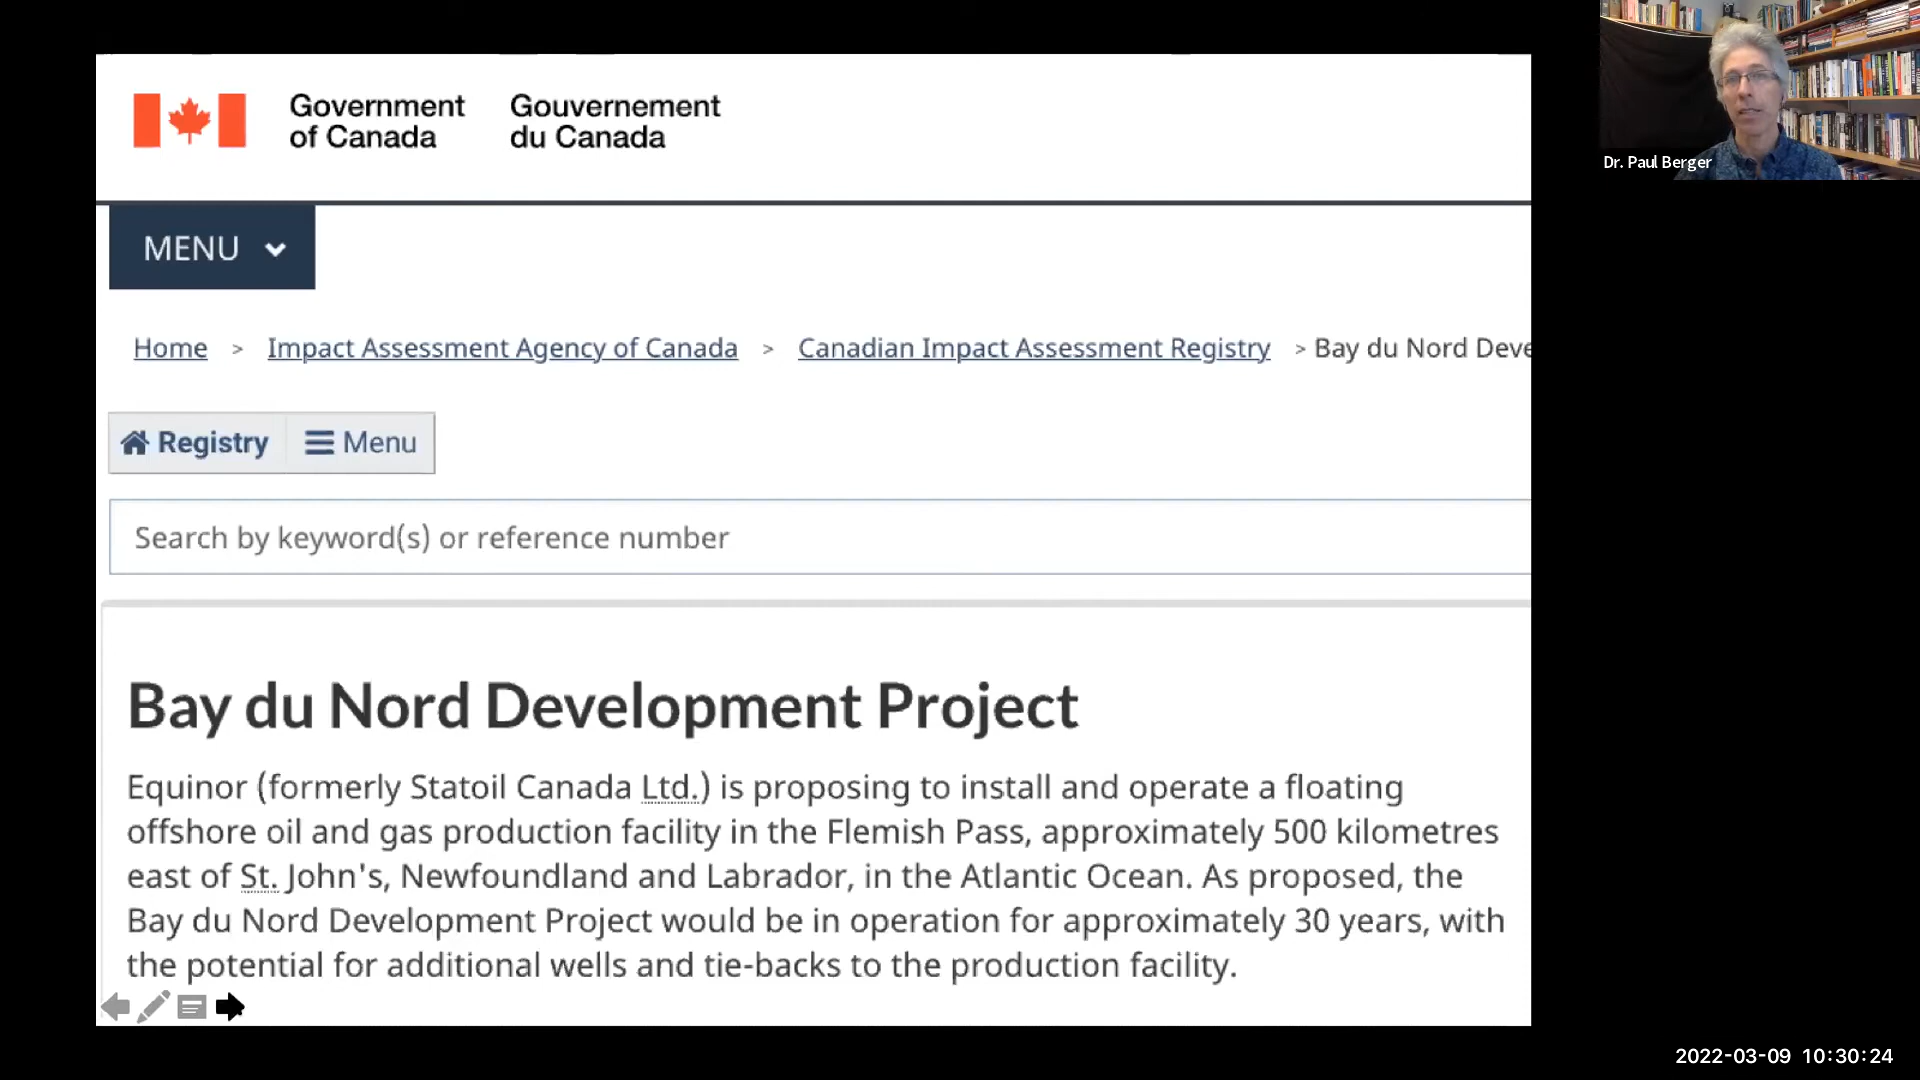 Government
of Canada
Gouvernement
du Canada
MENU
Home > Impact Assessment Agency of Canada > Canadian Impact Assessment Registry > Bay du Nord Deve
Registry Menu
Search by keyword(s) or reference number
Bay du Nord Development Project
Equinor (formerly Statoil Canada Ltd.) is proposing to install and operate a floating
offshore oil and gas production facility in the Flemish Pass, approximately 500 kilometres
east of St. John's, Newfoundland and Labrador, in the Atlantic Ocean. As proposed, the
Bay du Nord Development Project would be in operation for approximately 30 years, with
the potential for additional wells and tie-backs to the production facility.
Dr. Paul Berger
2022-03-09 10:30:24